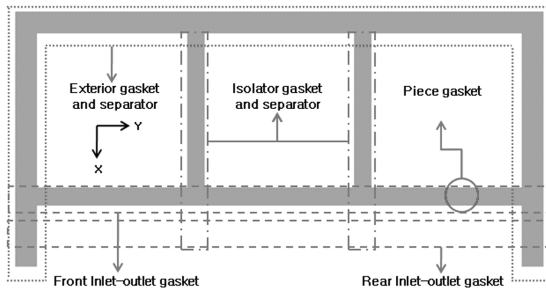 Exterior gasket
and separator
Isolator gasket
and separator
Piece gasket
Y
X
Front Inlet-outlet gasket
Rear Inlet-outlet gasket